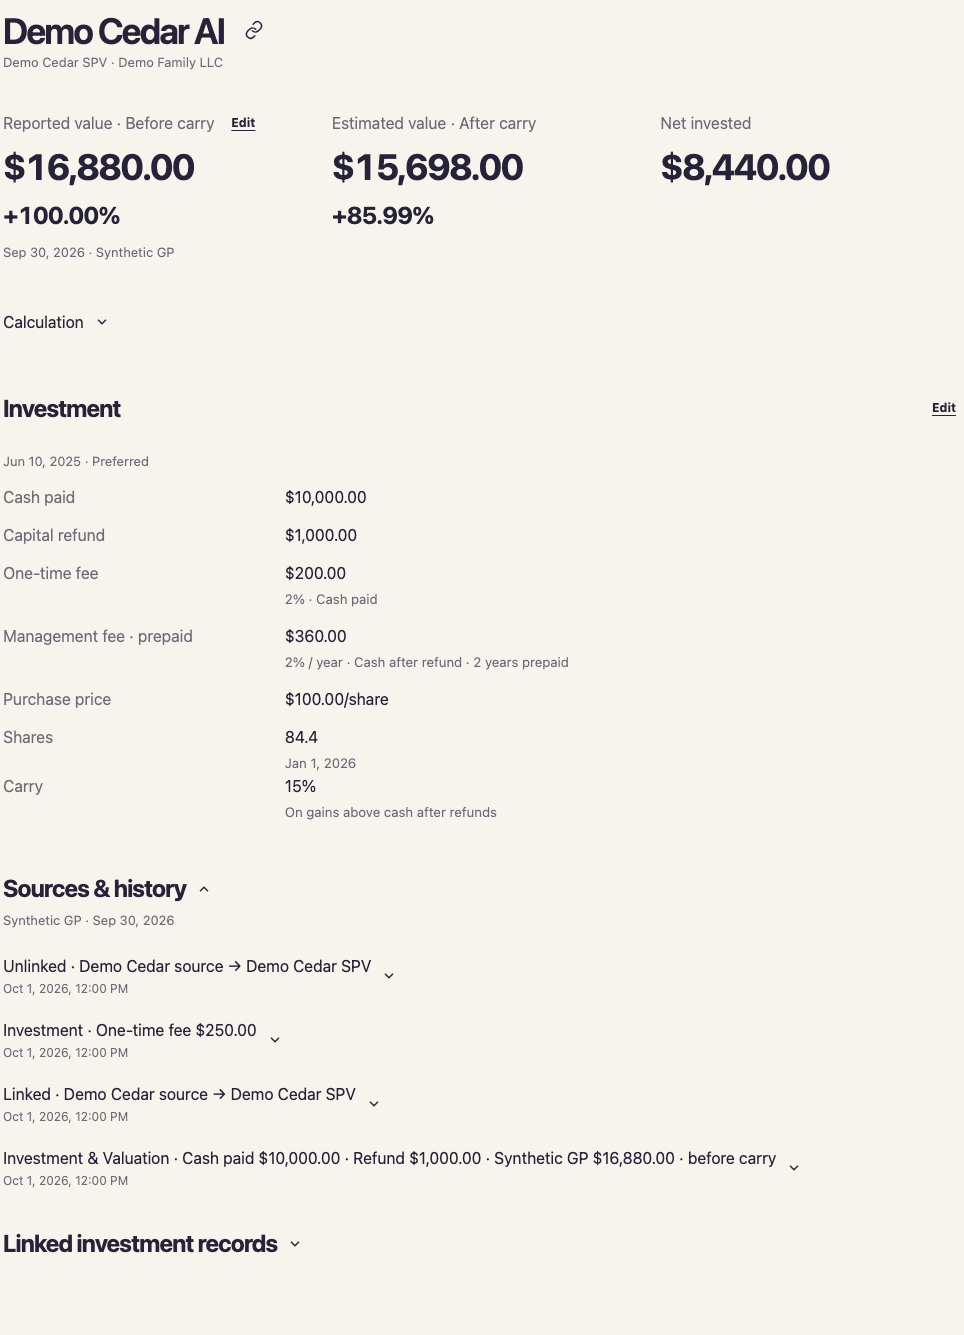 Demo Cedar AI
Demo Cedar SPV · Demo Family LLC
Reported value · Before carry Edit
$16,880.00
+100.00%
Sep 30, 2026 · Synthetic GP
Estimated value · After carry
$15,698.00
+85.99%
Net invested
$8,440.00
Calculation
Investment Edit
Jun 10, 2025 · Preferred
Cash paid $10,000.00
Capital refund $1,000.00
One-time fee $200.00
2% · Cash paid
Management fee · prepaid $360.00
2% / year · Cash after refund · 2 years prepaid
Purchase price $100.00/share
Shares 84.4
Jan 1, 2026
Carry 15%
On gains above cash after refunds
Sources & history
Synthetic GP · Sep 30, 2026
Unlinked · Demo Cedar source → Demo Cedar SPV
Oct 1, 2026, 12:00 PM
Investment · One-time fee $250.00
Oct 1, 2026, 12:00 PM
Linked · Demo Cedar source → Demo Cedar SPV
Oct 1, 2026, 12:00 PM
Investment & Valuation · Cash paid $10,000.00 · Refund $1,000.00 · Synthetic GP $16,880.00 · before carry
Oct 1, 2026, 12:00 PM
Linked investment records